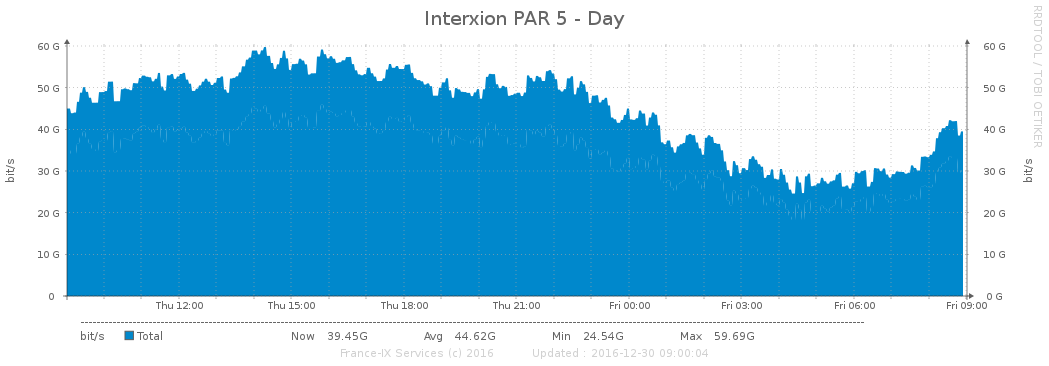 Interxion PAR 5 - Day
RRDTOOL / TOBI OETIKER
bit/s
60 G
50 G
40 G
30 G
20 G
10 G
0
60 G
50 G
40 G
30 G
20 G
10 G
0 G
bit/s
Thu 12:00 Thu 15:00 Thu 18:00 Thu 21:00 Fri 00:00 Fri 03:00 Fri 06:00 Fri 09:00
bit/s Total Now 39.45G Avg 44.62G Min 24.54G Max 59.69G
France-IX Services (c) 2016 Updated : 2016-12-30 09:00:04